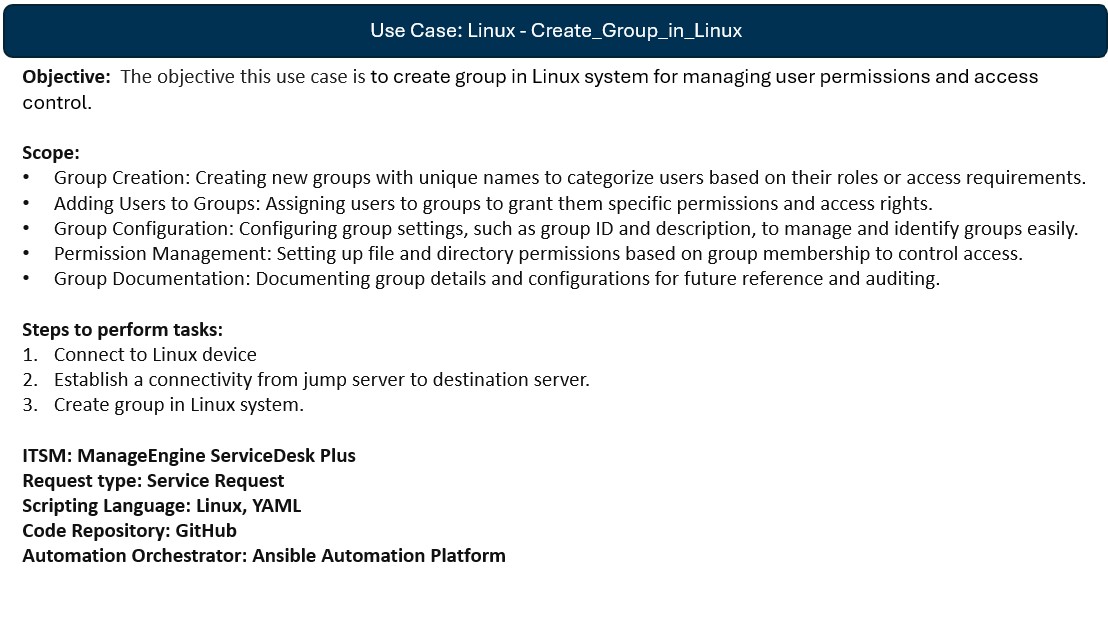 Use Case: Linux - Create_Group_in_Linux
Objective: The objective this use case is to create group in Linux system for managing user permissions and access
control.
Scope:
• Group Creation: Creating new groups with unique names to categorize users based on their roles or access requirements.
• Adding Users to Groups: Assigning users to groups to grant them specific permissions and access rights.
• Group Configuration: Configuring group settings, such as group ID and description, to manage and identify groups easily.
• Permission Management: Setting up file and directory permissions based on group membership to control access.
• Group Documentation: Documenting group details and configurations for future reference and auditing.
Steps to perform tasks:
1. Connect to Linux device
2. Establish a connectivity from jump server to destination server.
3. Create group in Linux system.
ITSM: ManageEngine ServiceDesk Plus
Request type: Service Request
Scripting Language: Linux, YAML
Code Repository: GitHub
Automation Orchestrator: Ansible Automation Platform